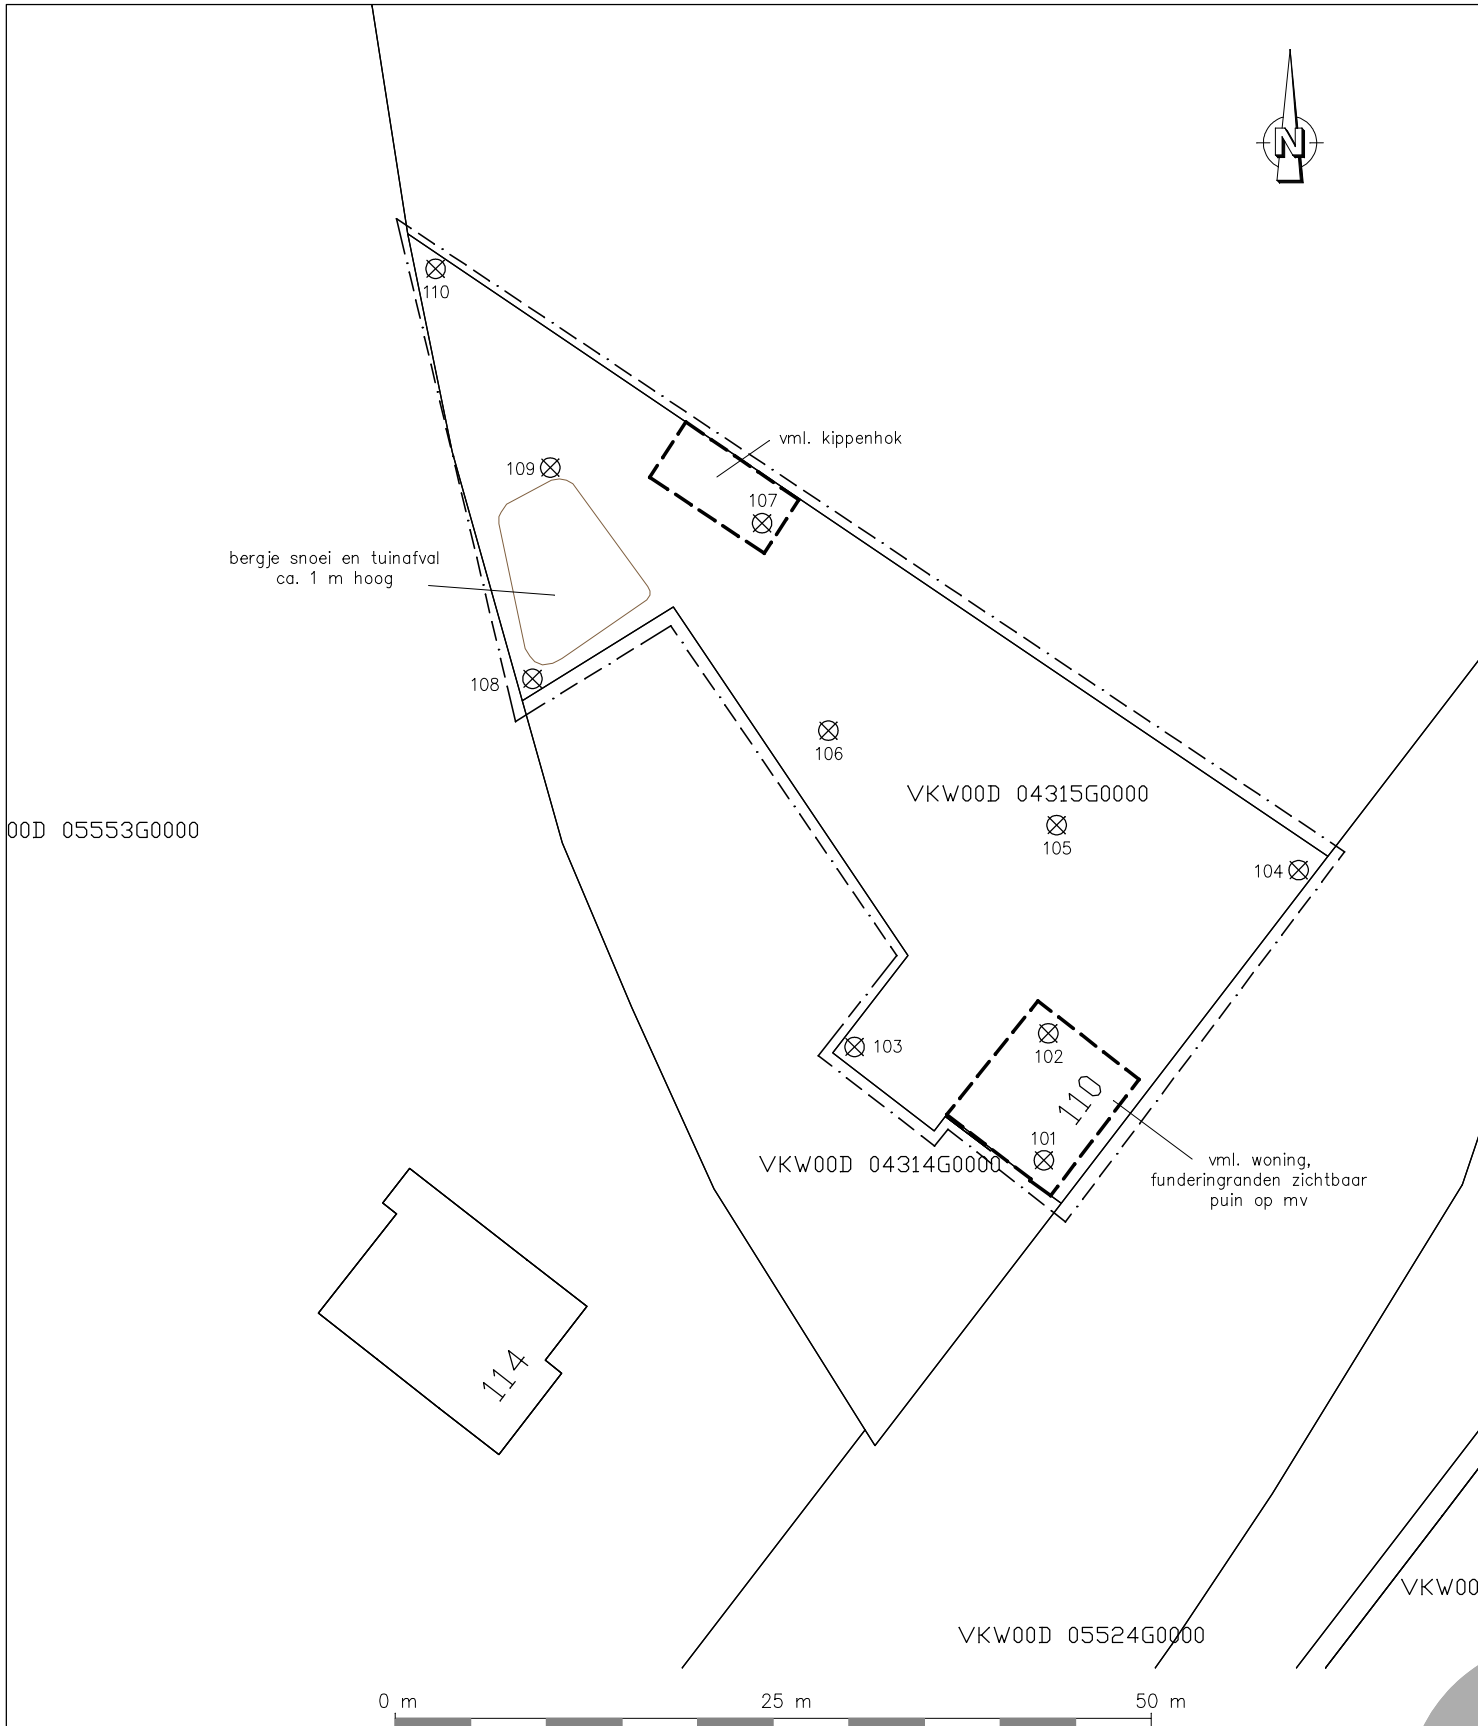 N
110
vml. kippenhok
109
107
bergje snoei en tuinafval
ca. 1 m hoog
108
106
VKW00D 04315G0000
00D 05553G0000
105
104
103
102
110
101
VKW00D 04314G0000
vml. woning,
funderingranden zichtbaar
puin op mv
114
VKW00
VKW00D 05524G0000
0 m
25 m
50 m